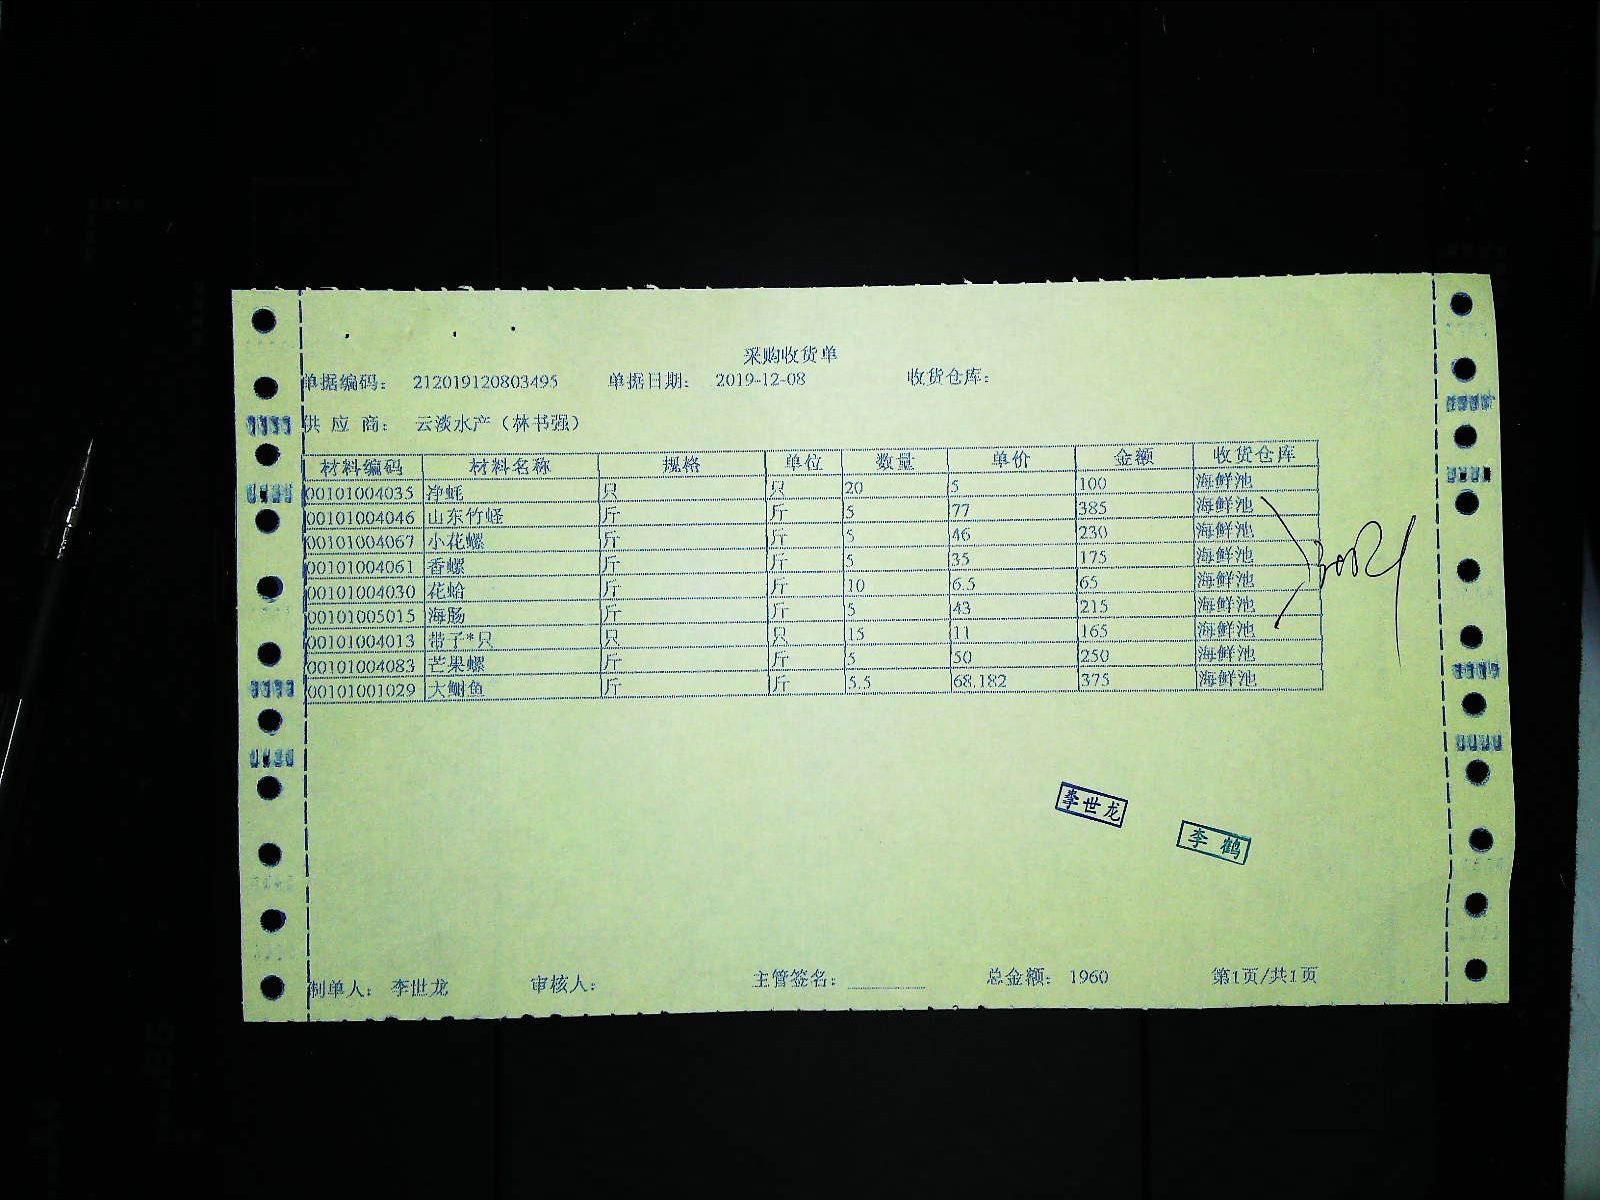 采购收货单
单据编码： 212019120803495 单据日期： 2019-12-08 收货仓库：
供 应 商： 云淡水产（林书强）
材料编码 材料名称 规格 单位 数量 单价 金额 收货仓库
00101004035 净蚝 只 只 20 5 100 海鲜池
00101004046 山东竹蛏 斤 斤 5 77 385 海鲜池
00101004067 小花螺 斤 斤 5 46 230 海鲜池
00101004061 香螺 斤 斤 5 35 175 海鲜池
00101004030 花蛤 斤 斤 10 6.5 65 海鲜池
00101005015 海肠 斤 斤 5 43 215 海鲜池
00101004013 带子*只 只 只 15 11 165 海鲜池
00101004083 芒果螺 斤 斤 5 50 250 海鲜池
00101001029 大鮰鱼 斤 斤 5.5 68.182 375 海鲜池
李世龙
李鹤
制单人： 李世龙 审核人： 主管签名： 总金额： 1960 第1页/共1页